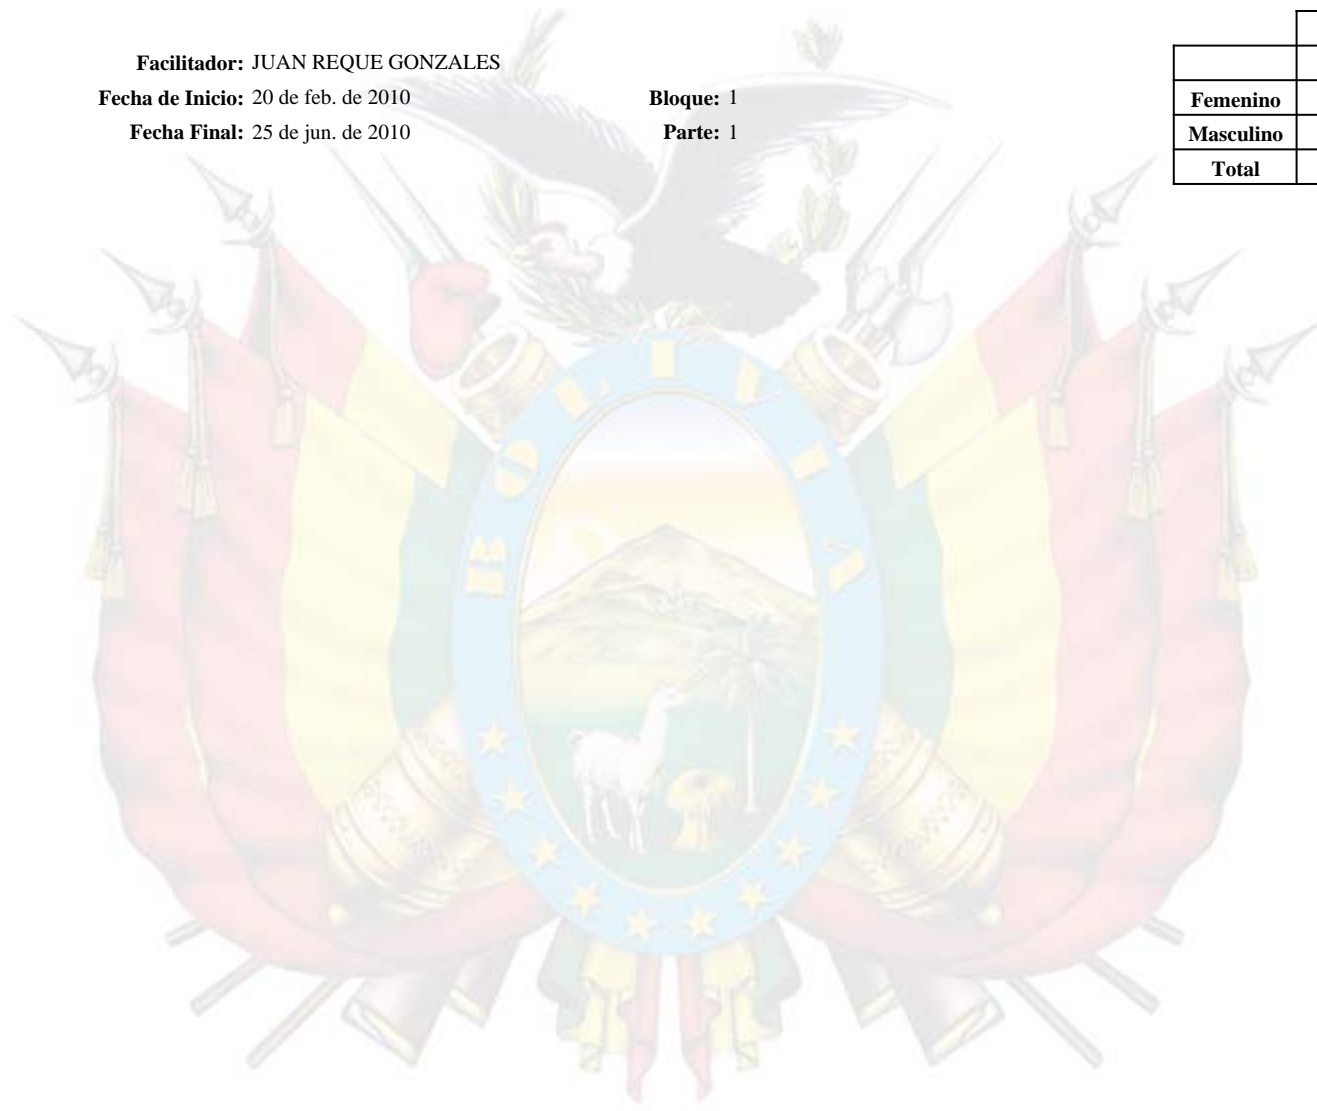 Facilitador: JUAN REQUE GONZALES
Fecha de Inicio: 20 de feb. de 2010 Bloque: 1
Fecha Final: 25 de jun. de 2010 Parte: 1
Femenino
Masculino
Total
BOLIVIA